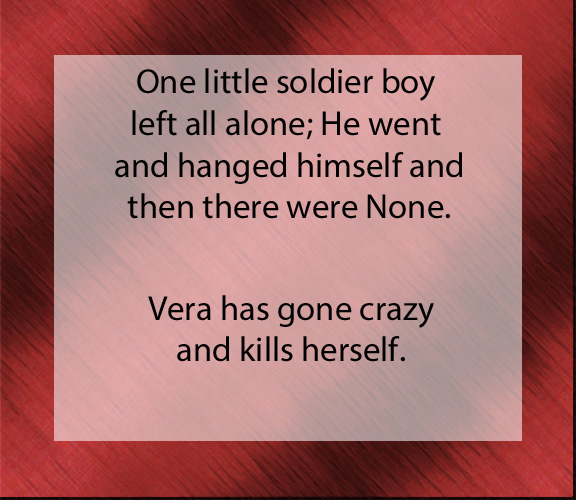 One little soldier boy
left all alone; He went
and hanged himself and
then there were None.
Vera has gone crazy
and kills herself.